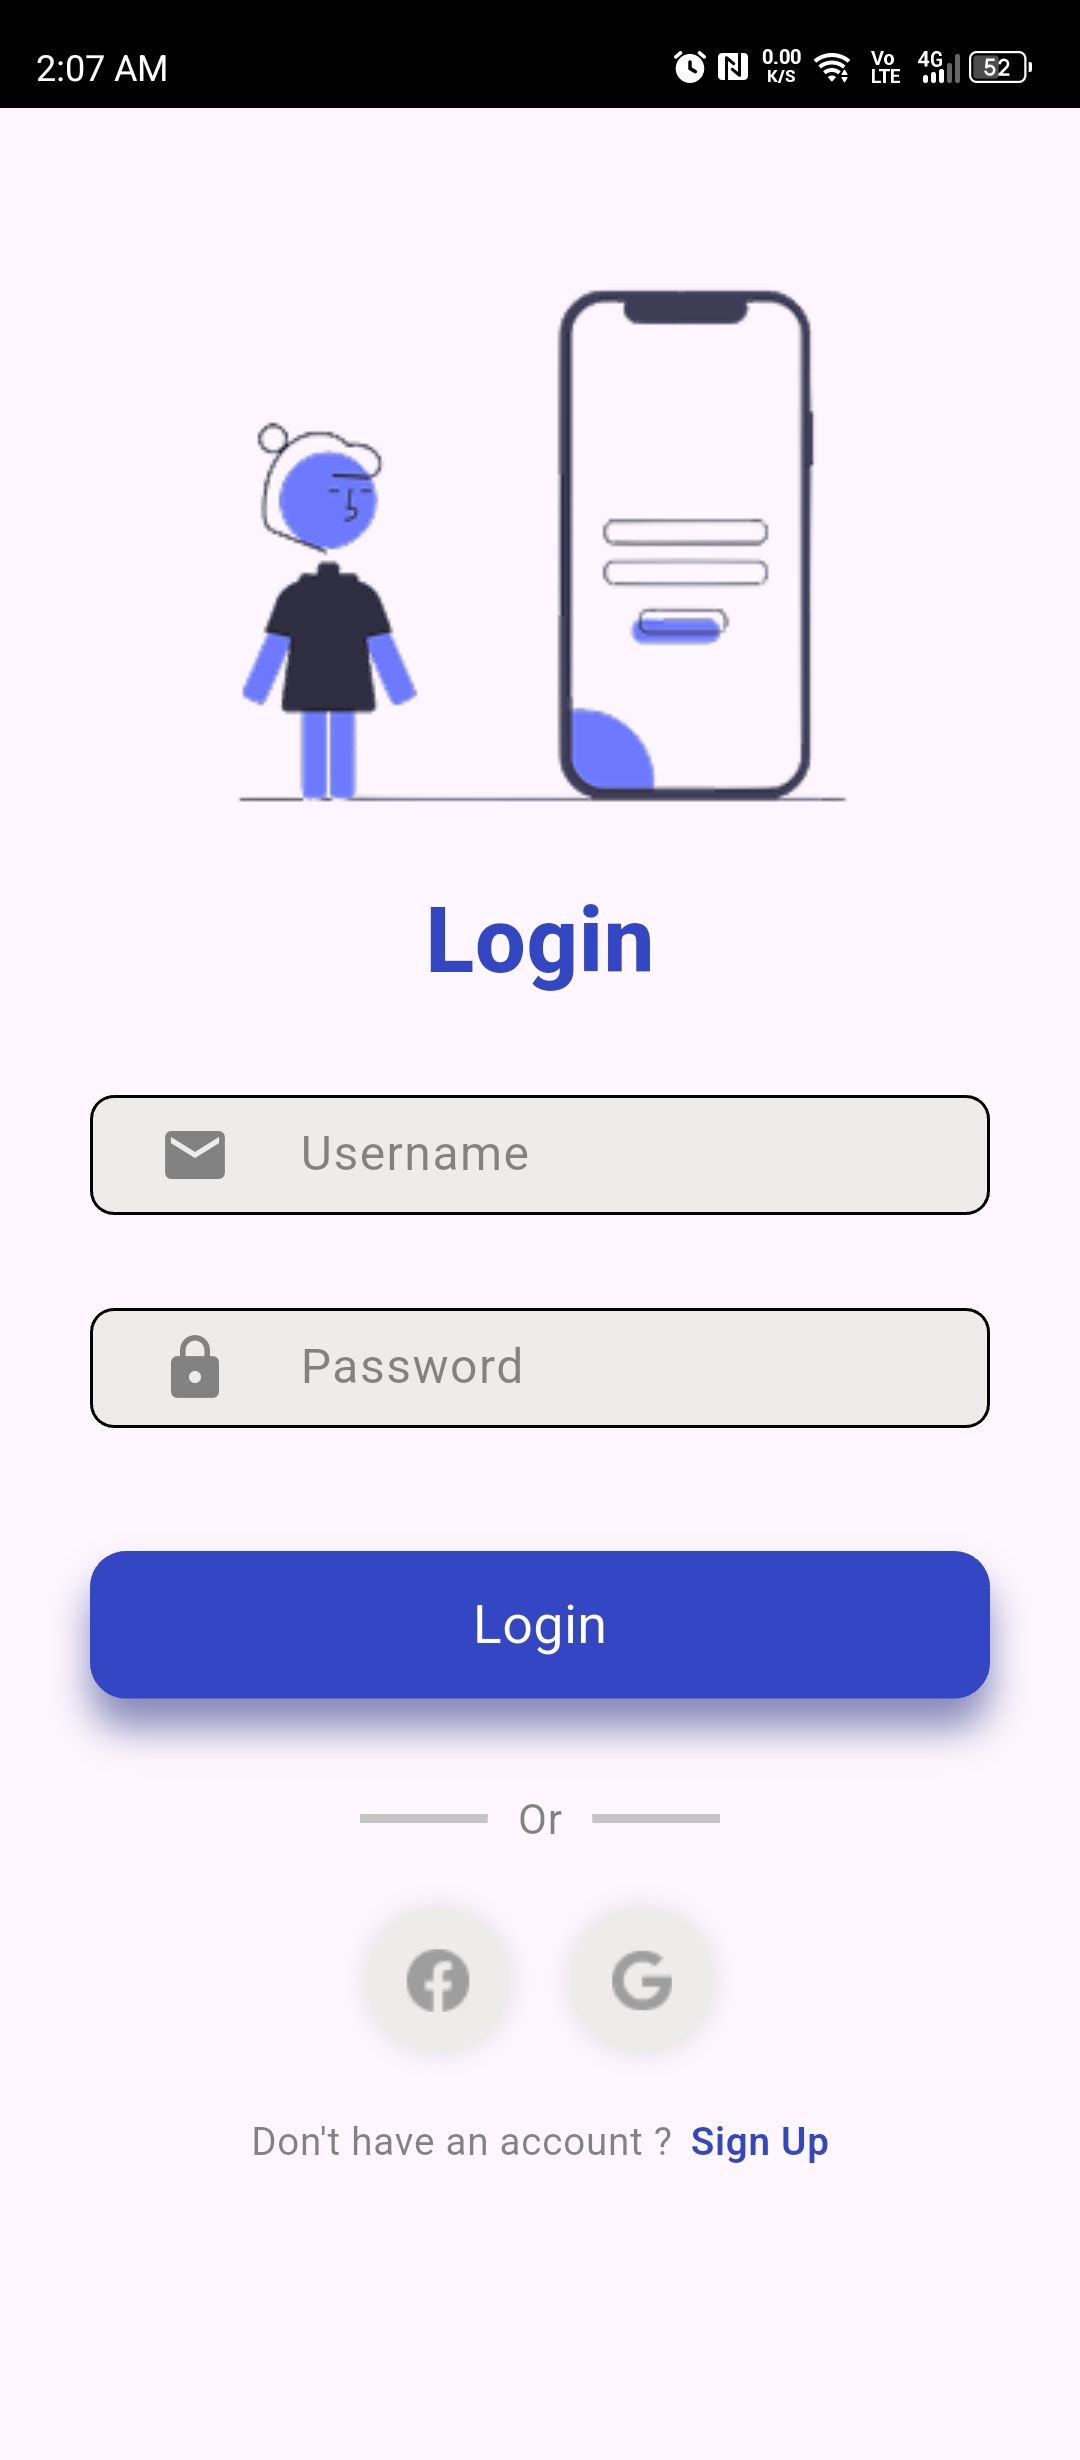 2:07 AM 0.00 K/S Vo LTE 4G 52
Login
Username
Password
Login
Or
Don't have an account ? Sign Up